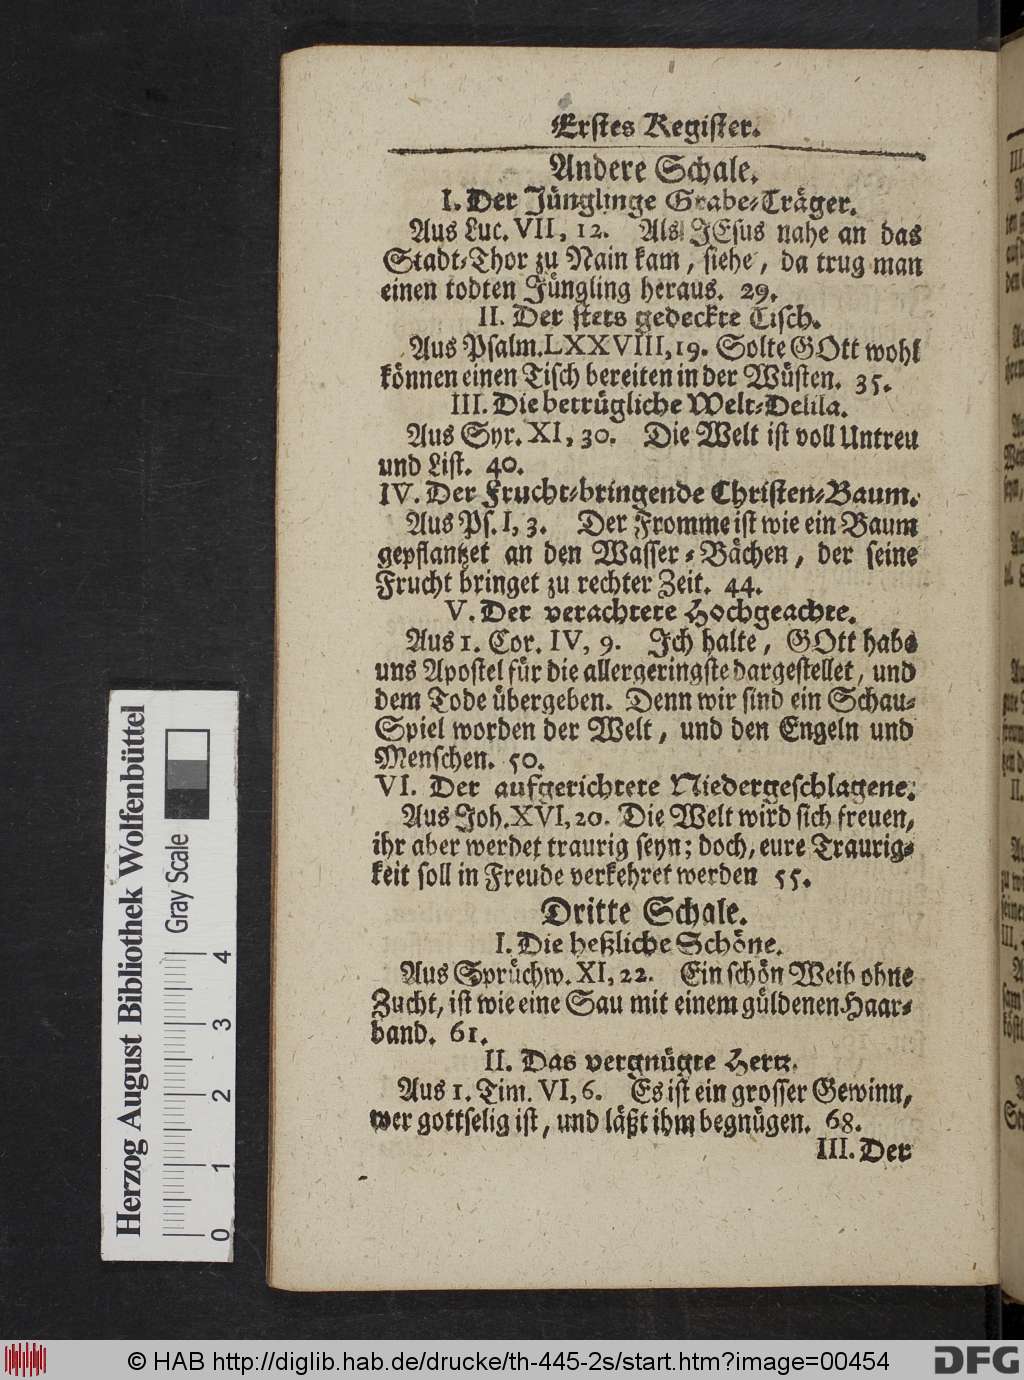 Erstes Register.
Andere Schale.
I. Der Jünglinge Grabe-Träger.
Aus Luc. VII, 12. Als JEsus nahe an das
Stadt-Thor zu Nain kam, siehe, da trug man
einen todten Jüngling heraus. 29.
II. Der stets gedeckte Tisch.
Aus Psalm. LXXVIII, 19. Solte GOtt wohl
können einen Tisch bereiten in der Wüsten. 35.
III. Die betrügliche Welt-Delila.
Aus Syr. XI, 30. Die Welt ist voll Untreu
und List. 40.
IV. Der Frucht-bringende Christen-Baum.
Aus Ps. I, 3. Der Fromme ist wie ein Baum
gepflantzet an den Wasser-Bächen, der seine
Frucht bringet zu rechter Zeit. 44.
V. Der verachtete Hochgeachte.
Aus 1. Cor. IV, 9. Ich halte, GOtt habe
uns Apostel für die allergeringste dargestellet, und
dem Tode übergeben. Denn wir sind ein Schau-
Spiel worden der Welt, und den Engeln und
Menschen. 50.
VI. Der aufgerichtete Niedergeschlagene.
Aus Joh. XVI, 20. Die Welt wird sich freuen,
ihr aber werdet traurig seyn; doch, eure Traurig-
keit soll in Freude verkehret werden 55.
Dritte Schale.
I. Die heßliche Schöne.
Aus Sprüchw. XI, 22. Ein schön Weib ohne
Zucht, ist wie eine Sau mit einem güldenen Haar-
band. 61.
II. Das vergnügte Hertz.
Aus 1. Tim. VI, 6. Es ist ein grosser Gewinn,
wer gottselig ist, und läßt ihm begnügen. 68.
III. Der
Herzog August Bibliothek Wolfenbüttel
Gray Scale
0 1 2 3 4
© HAB http://diglib.hab.de/drucke/th-445-2s/start.htm?image=00454
DFG